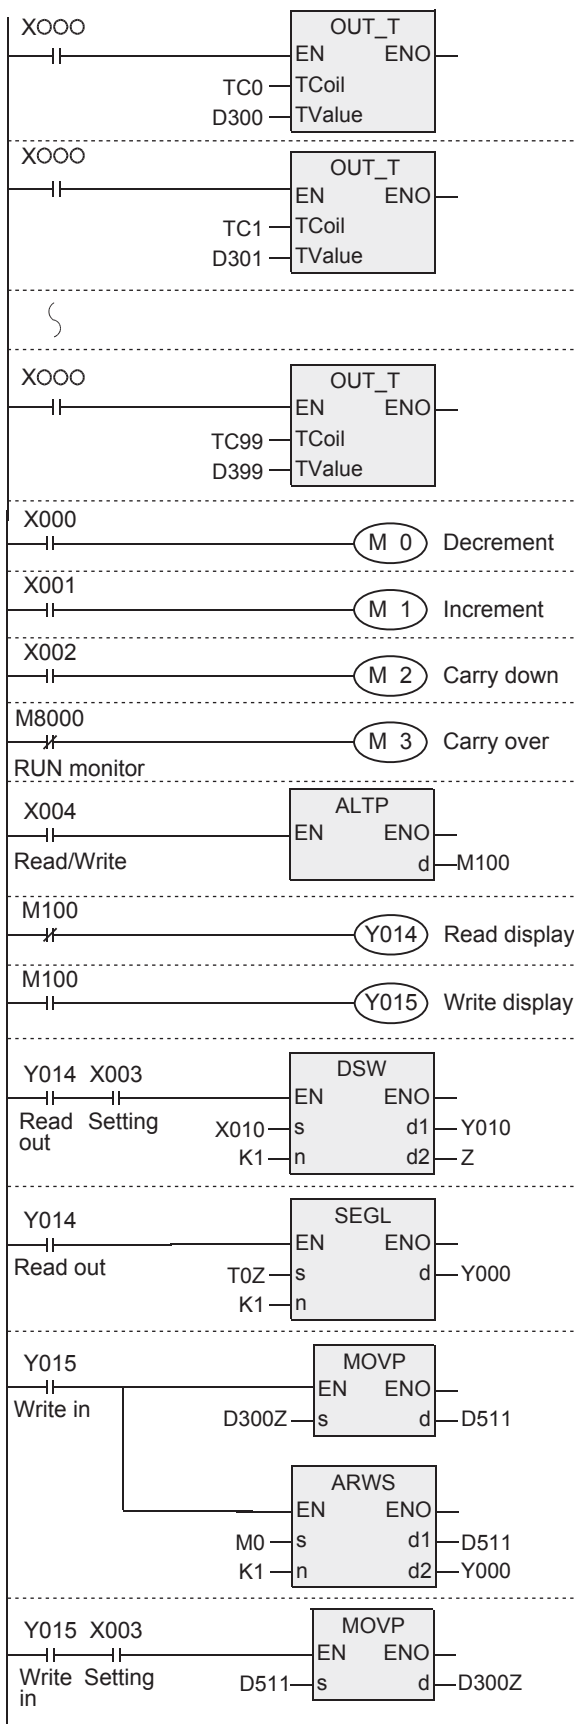 X○○○
OUT_T
EN ENO
TC0 TCoil
D300 TValue
X○○○
OUT_T
EN ENO
TC1 TCoil
D301 TValue
X○○○
OUT_T
EN ENO
TC99 TCoil
D399 TValue
X000
M 0 Decrement
X001
M 1 Increment
X002
M 2 Carry down
M8000
M 3 Carry over
RUN monitor
X004
ALTP
EN ENO
Read/Write
d M100
M100
Y014 Read display
M100
Y015 Write display
Y014 X003
DSW
EN ENO
Read Setting
out
X010 s d1 Y010
K1 n d2 Z
Y014
SEGL
EN ENO
Read out
T0Z s d Y000
K1 n
Y015
MOVP
EN ENO
Write in
D300Z s d D511
ARWS
EN ENO
M0 s d1 D511
K1 n d2 Y000
Y015 X003
MOVP
EN ENO
Write Setting
in
D511 s d D300Z